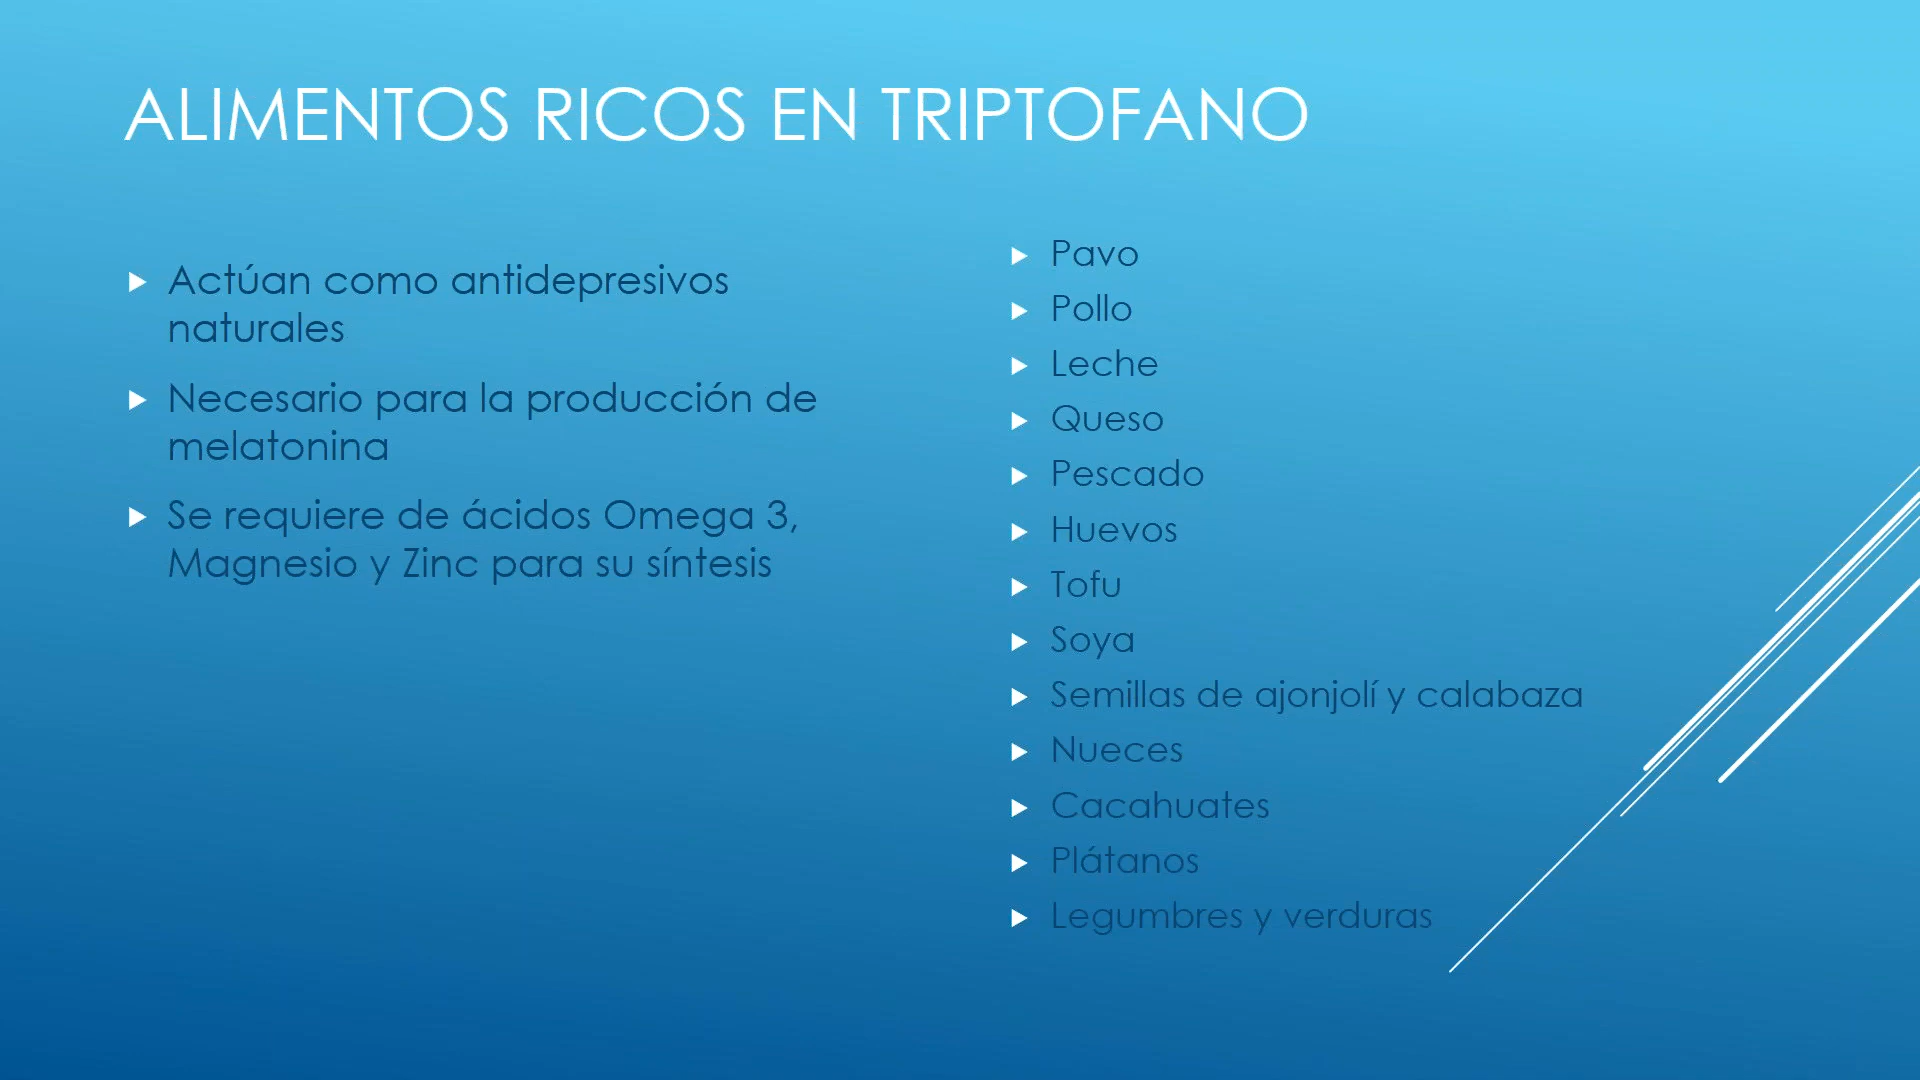 ALIMENTOS RICOS EN TRIPTOFANO
Actúan como antidepresivos
naturales
Necesario para la producción de
melatonina
Se requiere de ácidos Omega 3,
Magnesio y Zinc para su síntesis
Pavo
Pollo
Leche
Queso
Pescado
Huevos
Tofu
Soya
Semillas de ajonjolí y calabaza
Nueces
Cacahuates
Plátanos
Legumbres y verduras